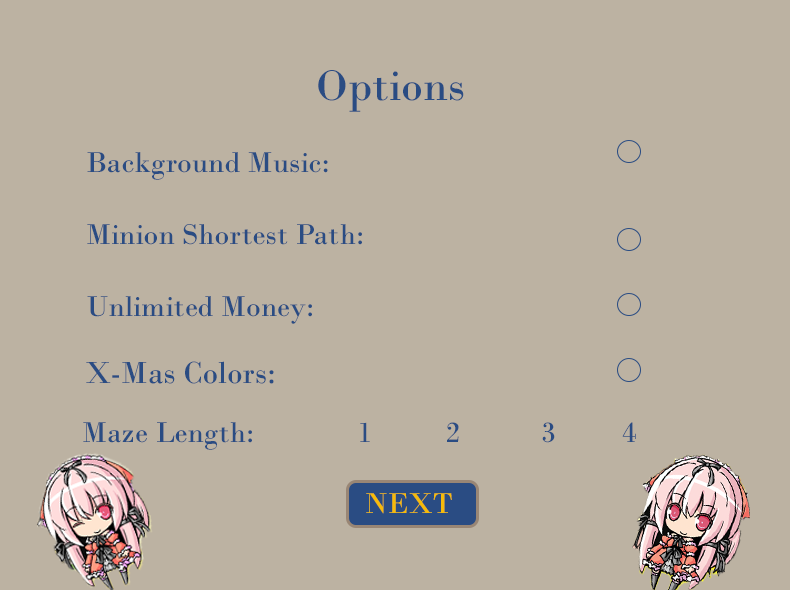 Options
Background Music:
Minion Shortest Path:
Unlimited Money:
X-Mas Colors:
Maze Length: 1 2 3 4
NEXT